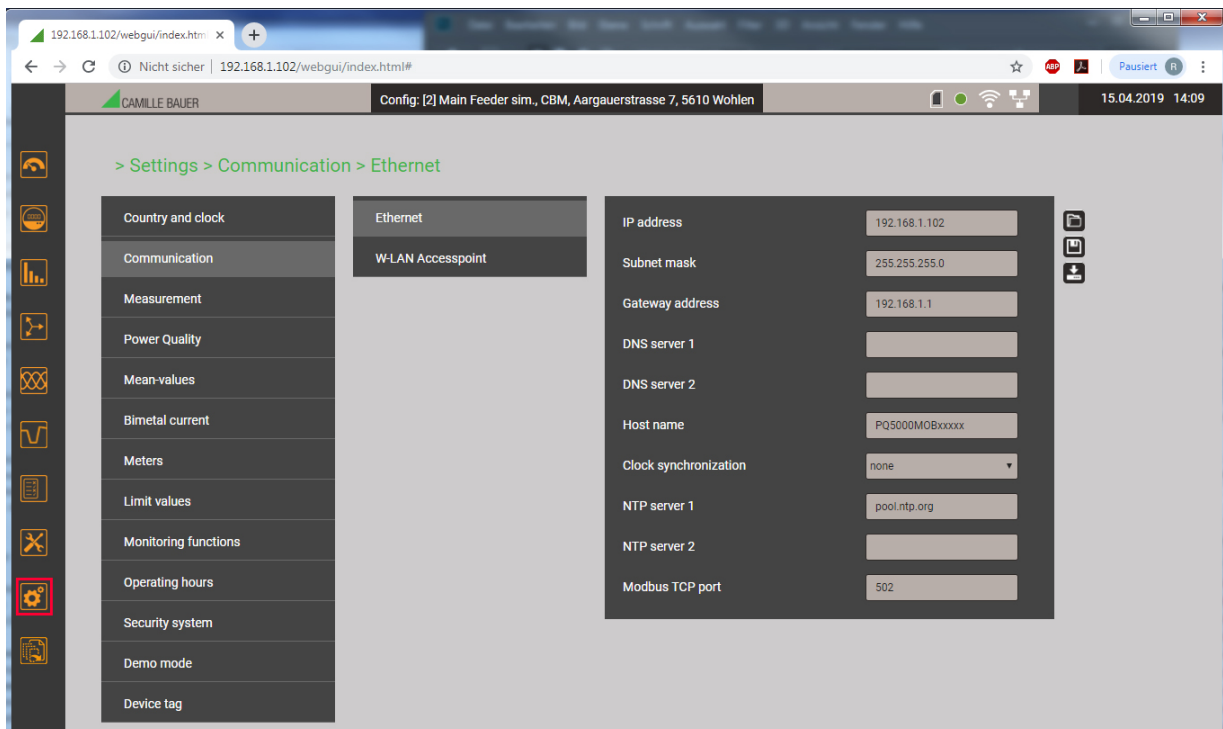 192.168.1.102/webgui/index.htm
Nicht sicher | 192.168.1.102/webgui/index.html#
ABP
Pausiert R
CAMILLE BAUER
Config: [2] Main Feeder sim., CBM, Aargauerstrasse 7, 5610 Wohlen
15.04.2019 14:09
> Settings > Communication > Ethernet
Country and clock
Communication
Measurement
Power Quality
Mean-values
Bimetal current
Meters
Limit values
Monitoring functions
Operating hours
Security system
Demo mode
Device tag
Ethernet
W-LAN Accesspoint
IP address 192.168.1.102
Subnet mask 255.255.255.0
Gateway address 192.168.1.1
DNS server 1
DNS server 2
Host name PQ5000MOBxxxxx
Clock synchronization none
NTP server 1 pool.ntp.org
NTP server 2
Modbus TCP port 502